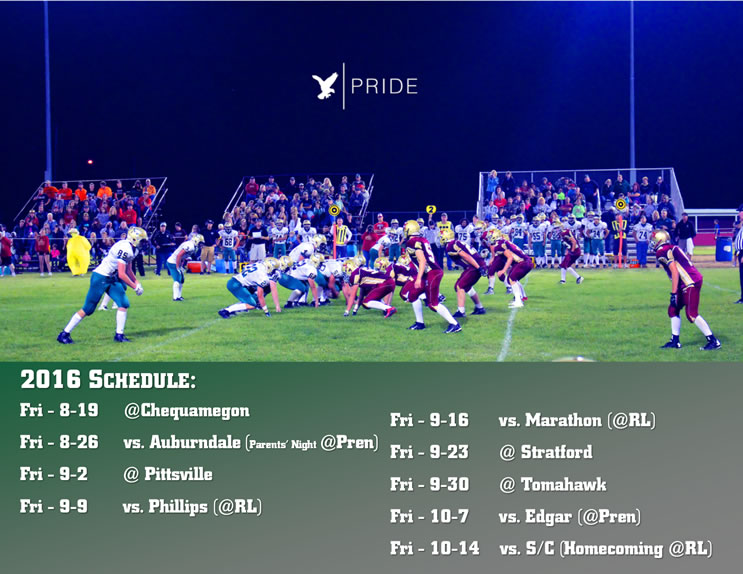 PRIDE
2016 Schedule:
Fri - 8-19 @Chequamegon
Fri - 8-26 vs. Auburndale (Parents' Night @Pren)
Fri - 9-2 @ Pittsville
Fri - 9-9 vs. Phillips (@RL)
Fri - 9-16 vs. Marathon (@RL)
Fri - 9-23 @ Stratford
Fri - 9-30 @ Tomahawk
Fri - 10-7 vs. Edgar (@Pren)
Fri - 10-14 vs. S/C (Homecoming @RL)